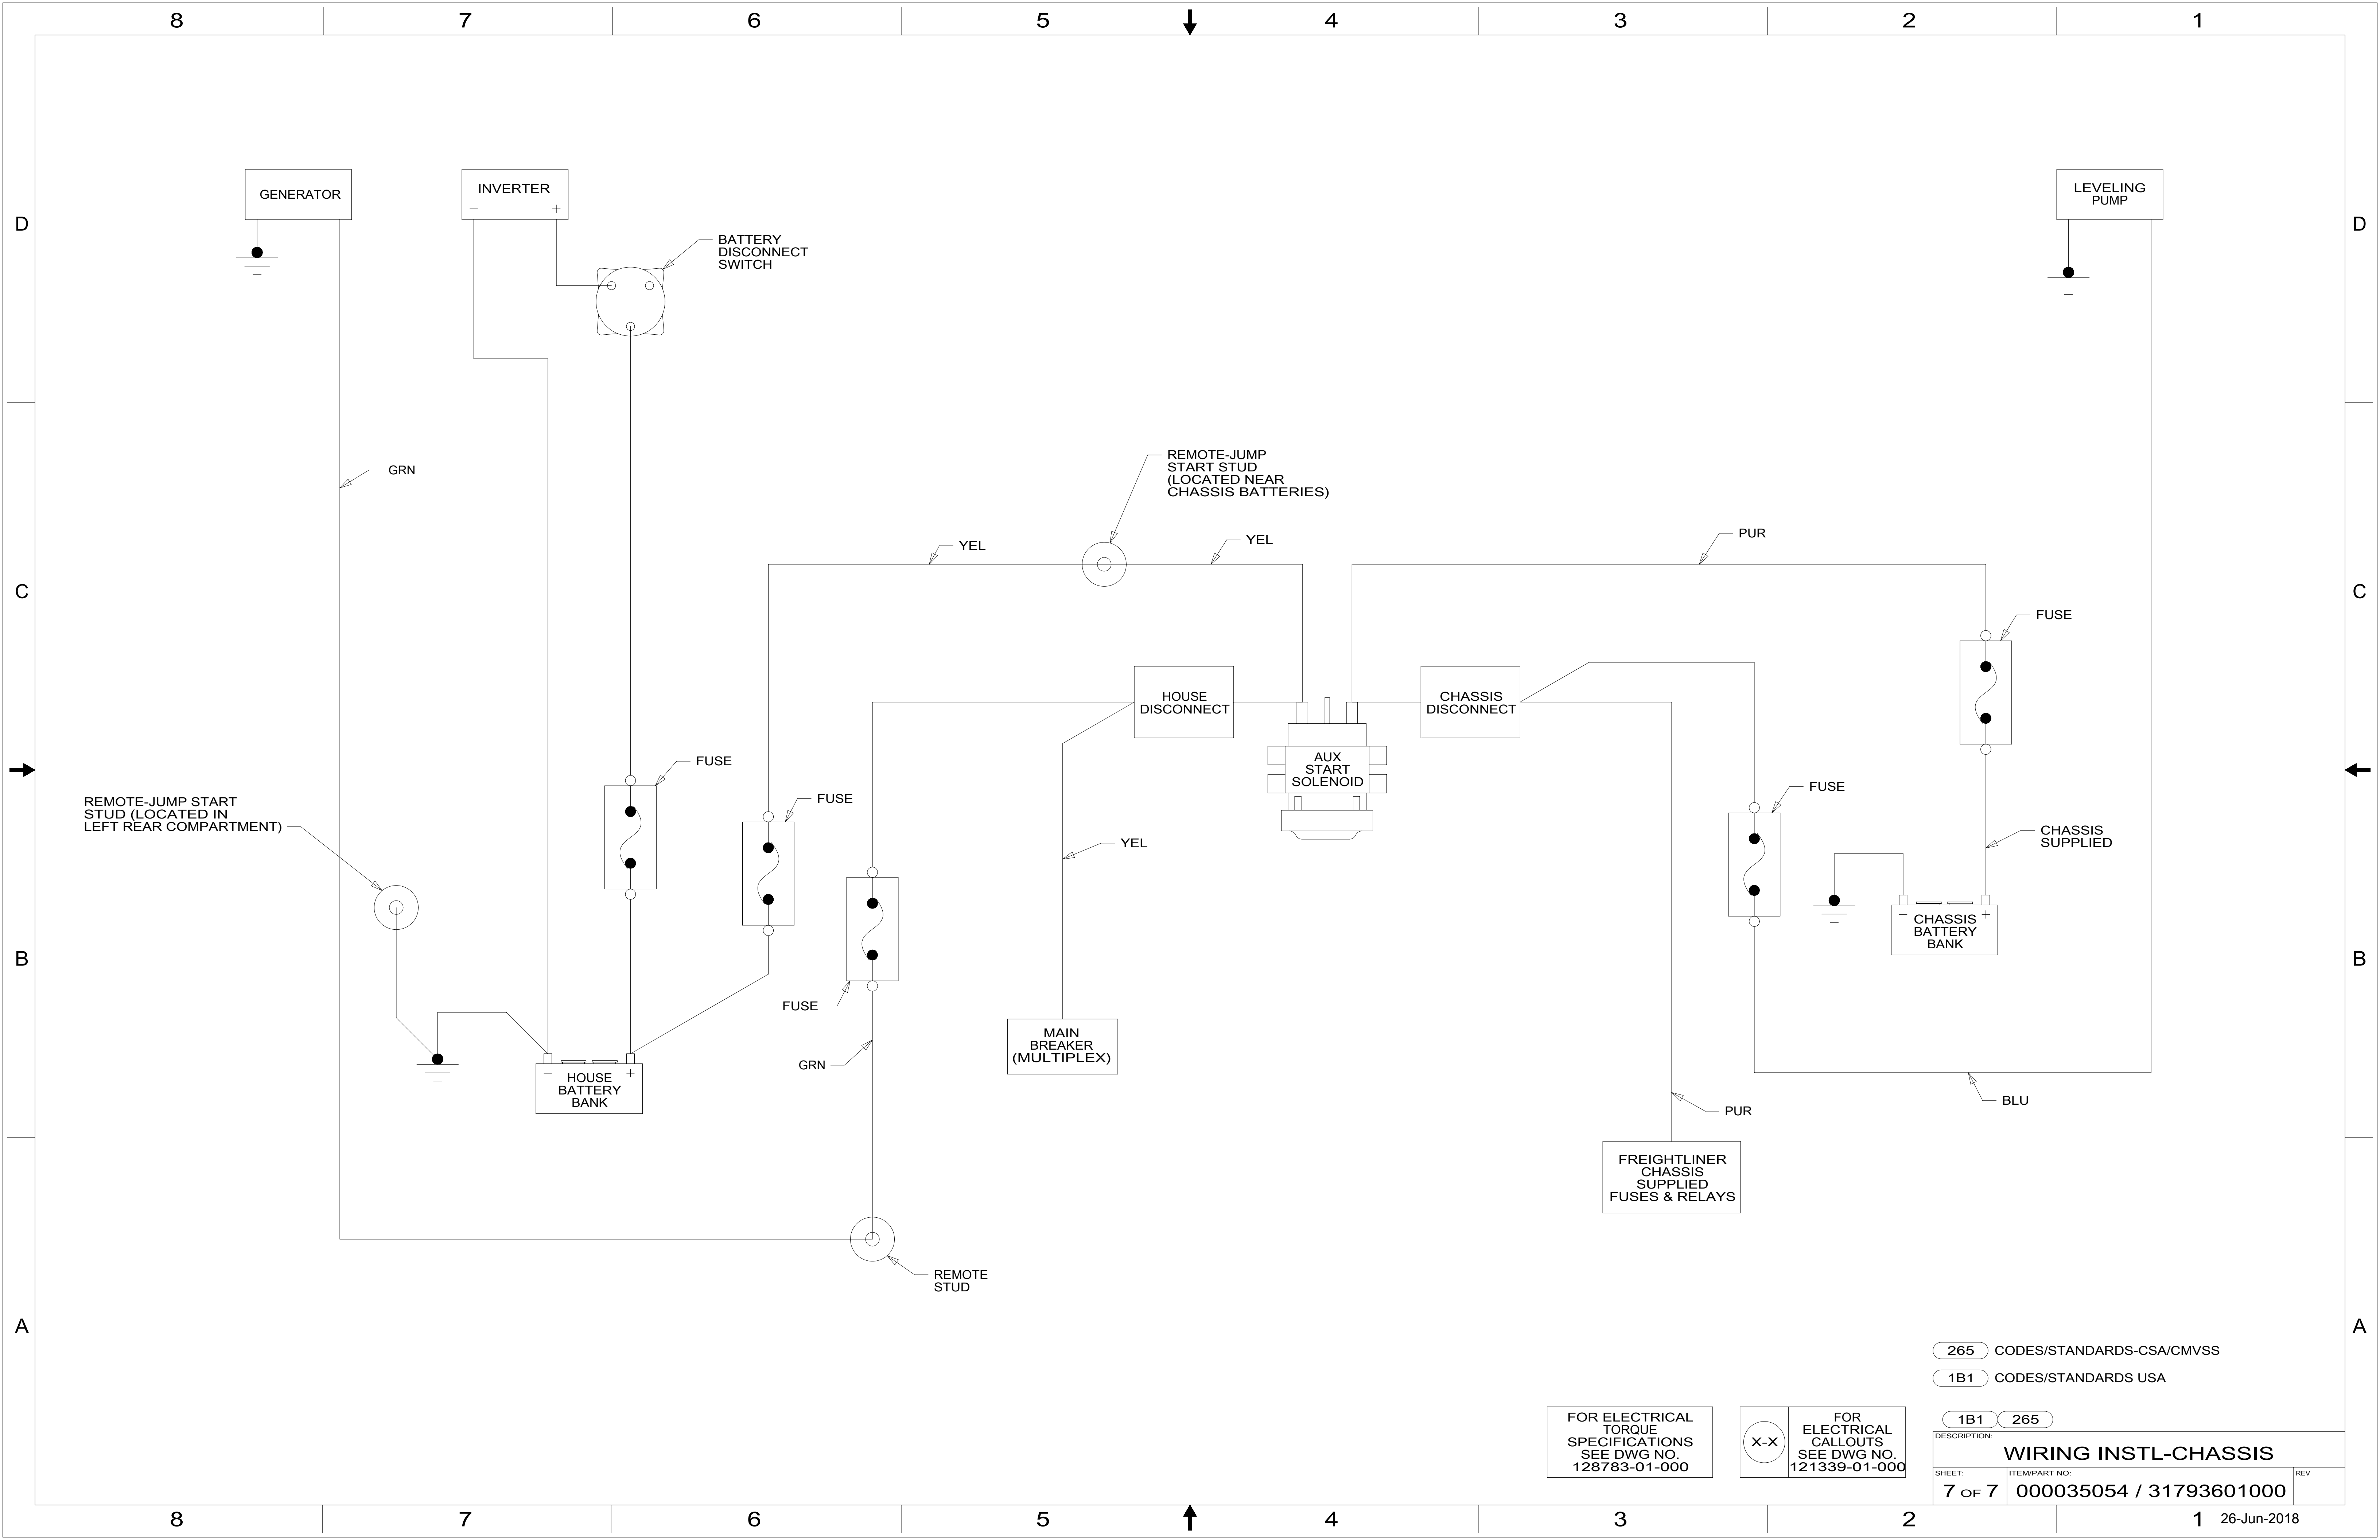 8 7 6 5 4 3 2 1
GENERATOR
INVERTER
− +
LEVELING
PUMP
D
D
BATTERY
DISCONNECT
SWITCH
GRN
REMOTE-JUMP
START STUD
(LOCATED NEAR
CHASSIS BATTERIES)
YEL
YEL
PUR
C
C
FUSE
HOUSE
DISCONNECT
CHASSIS
DISCONNECT
AUX
START
SOLENOID
FUSE
FUSE
FUSE
REMOTE-JUMP START
STUD (LOCATED IN
LEFT REAR COMPARTMENT)
YEL
CHASSIS
SUPPLIED
− +
CHASSIS
BATTERY
BANK
B
B
FUSE
MAIN
BREAKER
(MULTIPLEX)
GRN
− +
HOUSE
BATTERY
BANK
BLU
PUR
FREIGHTLINER
CHASSIS
SUPPLIED
FUSES & RELAYS
REMOTE
STUD
A
A
265 CODES/STANDARDS-CSA/CMVSS
1B1 CODES/STANDARDS USA
FOR ELECTRICAL
TORQUE
SPECIFICATIONS
SEE DWG NO.
128783-01-000
X-X
FOR
ELECTRICAL
CALLOUTS
SEE DWG NO.
121339-01-000
1B1 265
DESCRIPTION:
WIRING INSTL-CHASSIS
SHEET:
7 OF 7
ITEM/PART NO:
000035054 / 31793601000
REV
8 7 6 5 4 3 2 1
26-Jun-2018